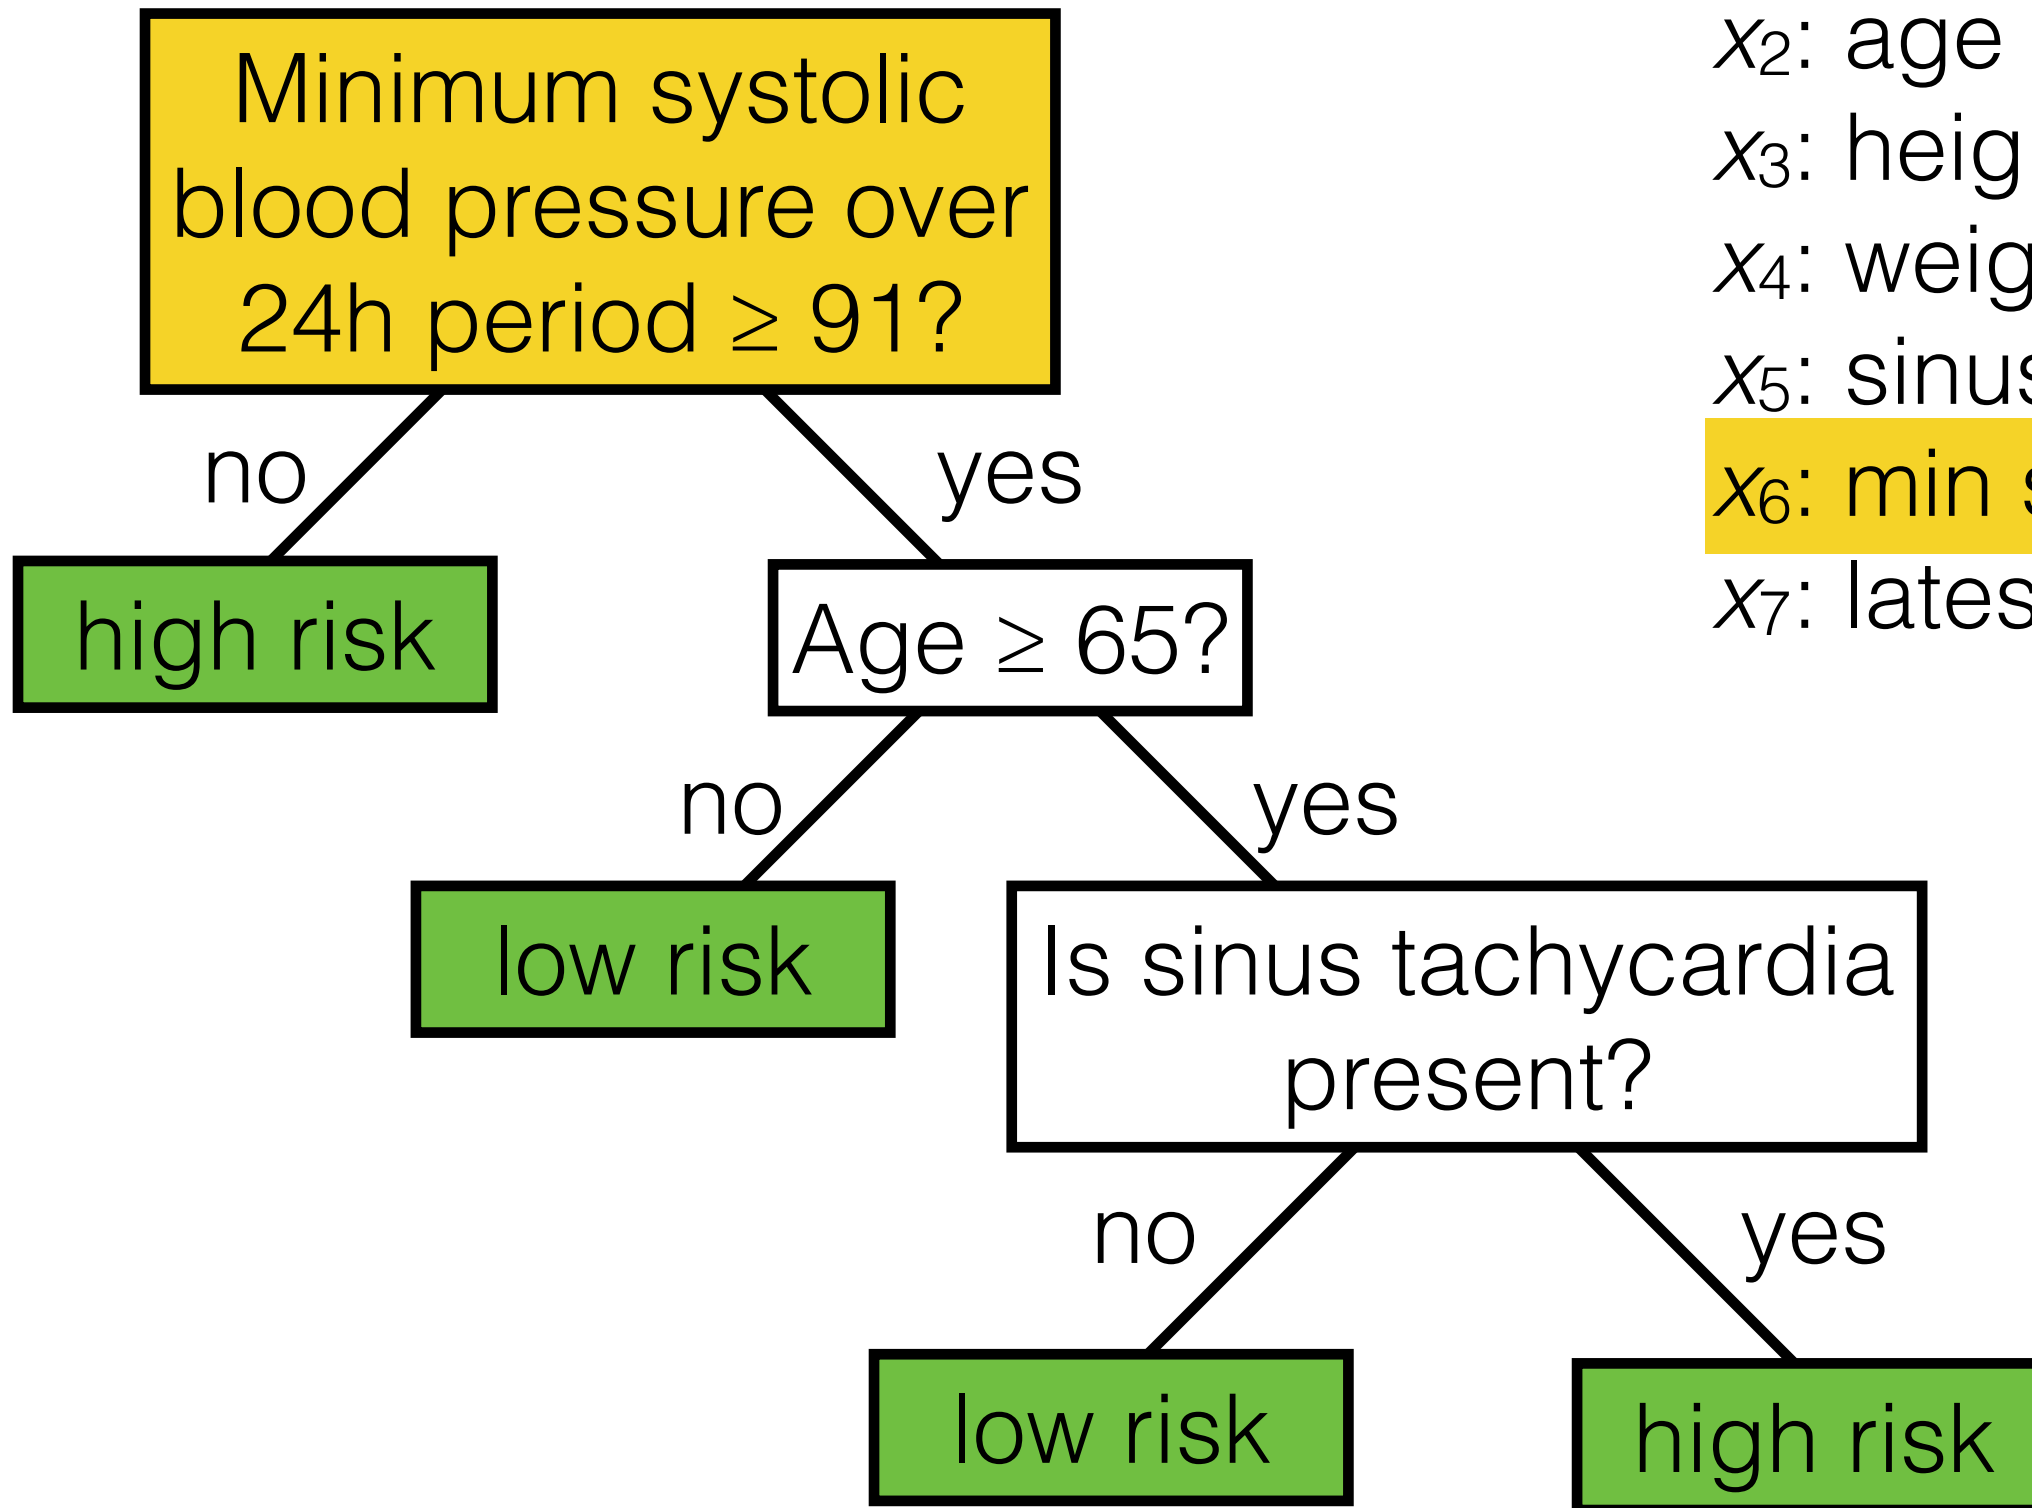 Minimum systolic
blood pressure over
24h period ≥ 91?
no
yes
high risk
Age ≥ 65?
no
yes
low risk
Is sinus tachycardia
present?
no
yes
low risk
high risk
x2: age
x3: heig
x4: weig
x5: sinus
x6: min s
x7: lates